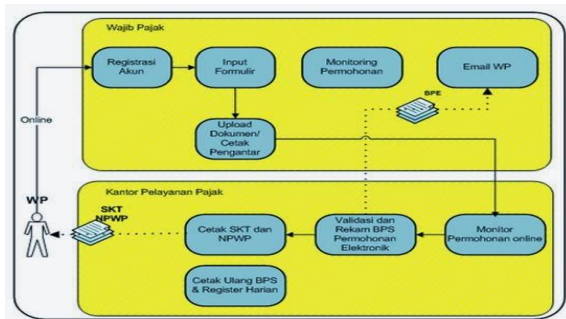 Wajib Pajak
Registrasi
Akun
Input
Formulir
Monitoring
Permohonan
Email WP
BPE
Online
Upload
Dokumen/
Cetak
Pengantar
Kantor Pelayanan Pajak
WP
SKT
NPWP
Cetak SKT dan
NPWP
Validasi dan
Rekam BPS
Permohonan
Elektronik
Monitor
Permohonan online
Cetak Ulang BPS
& Register Harian